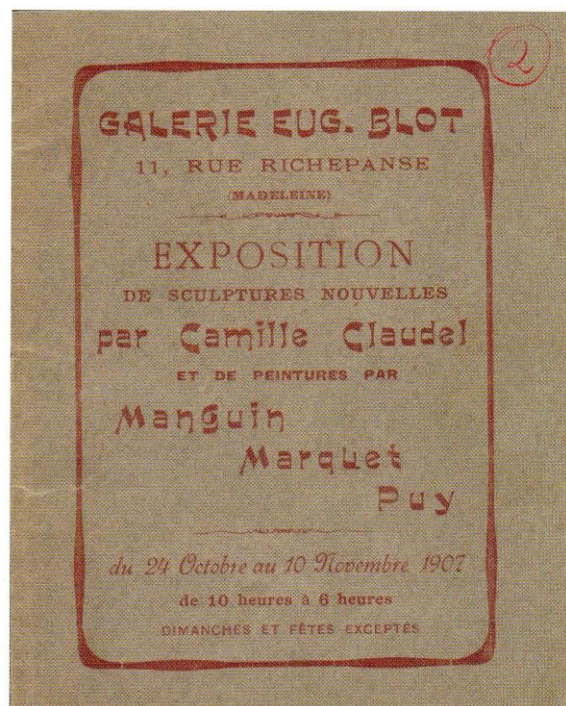 2
GALERIE EUG. BLOT
11, RUE RICHEPANSE
(MADELEINE)
EXPOSITION
DE SCULPTURES NOUVELLES
par Camille Claudel
ET DE PEINTURES PAR
Manguin
Marquet
Puy
du 24 Octobre au 10 Novembre 1907
de 10 heures à 6 heures
DIMANCHES ET FÊTES EXCEPTÉS